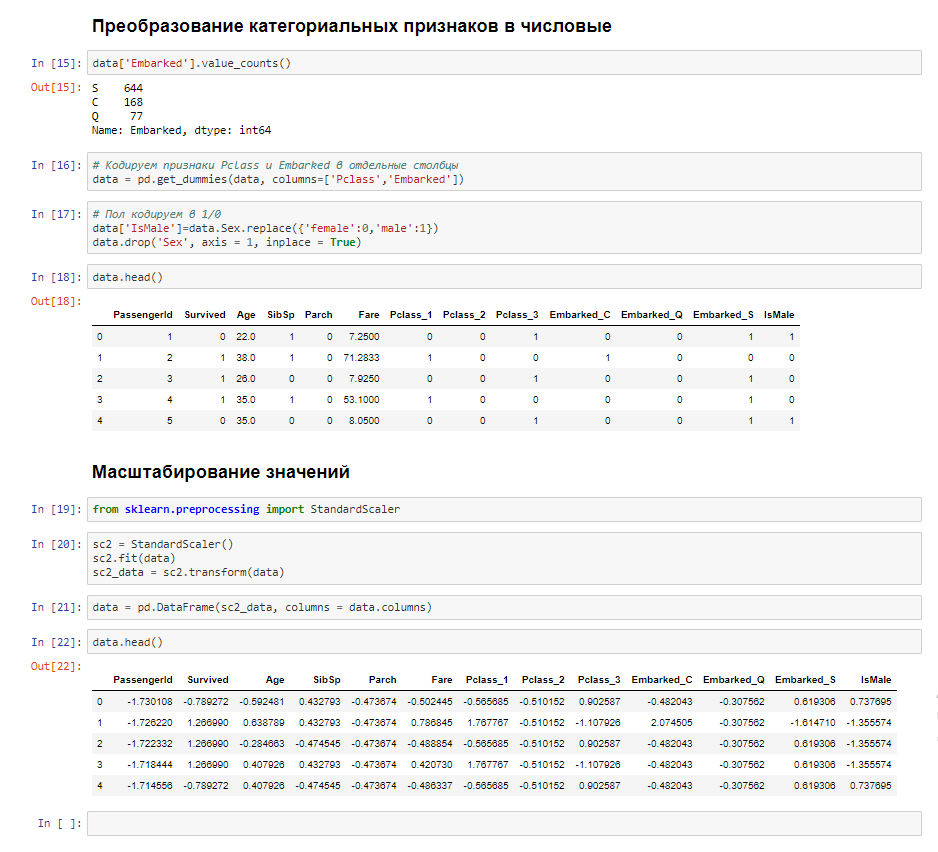 Преобразование категориальных признаков в числовые
In [15]: data['Embarked'].value_counts()
Out[15]: S    644
C    168
Q     77
Name: Embarked, dtype: int64
In [16]: # Кодируем признаки Pclass и Embarked в отдельные столбцы
data = pd.get_dummies(data, columns=['Pclass','Embarked'])
In [17]: # Пол кодируем в 1/0
data['IsMale']=data.Sex.replace({'female':0,'male':1})
data.drop('Sex', axis = 1, inplace = True)
In [18]: data.head()
Out[18]:
PassengerId Survived Age SibSp Parch Fare Pclass_1 Pclass_2 Pclass_3 Embarked_C Embarked_Q Embarked_S IsMale
0 1 0 22.0 1 0 7.2500 0 0 1 0 0 1 1
1 2 1 38.0 1 0 71.2833 1 0 0 1 0 0 0
2 3 1 26.0 0 0 7.9250 0 0 1 0 0 1 0
3 4 1 35.0 1 0 53.1000 1 0 0 0 0 1 0
4 5 0 35.0 0 0 8.0500 0 0 1 0 0 1 1
Масштабирование значений
In [19]: from sklearn.preprocessing import StandardScaler
In [20]: sc2 = StandardScaler()
sc2.fit(data)
sc2_data = sc2.transform(data)
In [21]: data = pd.DataFrame(sc2_data, columns = data.columns)
In [22]: data.head()
Out[22]:
PassengerId Survived Age SibSp Parch Fare Pclass_1 Pclass_2 Pclass_3 Embarked_C Embarked_Q Embarked_S IsMale
0 -1.730108 -0.789272 -0.592481 0.432793 -0.473674 -0.502445 -0.565685 -0.510152 0.902587 -0.482043 -0.307562 0.619306 0.737695
1 -1.726220 1.266990 0.638789 0.432793 -0.473674 0.786845 1.767767 -0.510152 -1.107926 2.074505 -0.307562 -1.614710 -1.355574
2 -1.722332 1.266990 -0.284663 -0.474545 -0.473674 -0.488854 -0.565685 -0.510152 0.902587 -0.482043 -0.307562 0.619306 -1.355574
3 -1.718444 1.266990 0.407926 0.432793 -0.473674 0.420730 1.767767 -0.510152 -1.107926 -0.482043 -0.307562 0.619306 -1.355574
4 -1.714556 -0.789272 0.407926 -0.474545 -0.473674 -0.486337 -0.565685 -0.510152 0.902587 -0.482043 -0.307562 0.619306 0.737695
In [ ]: